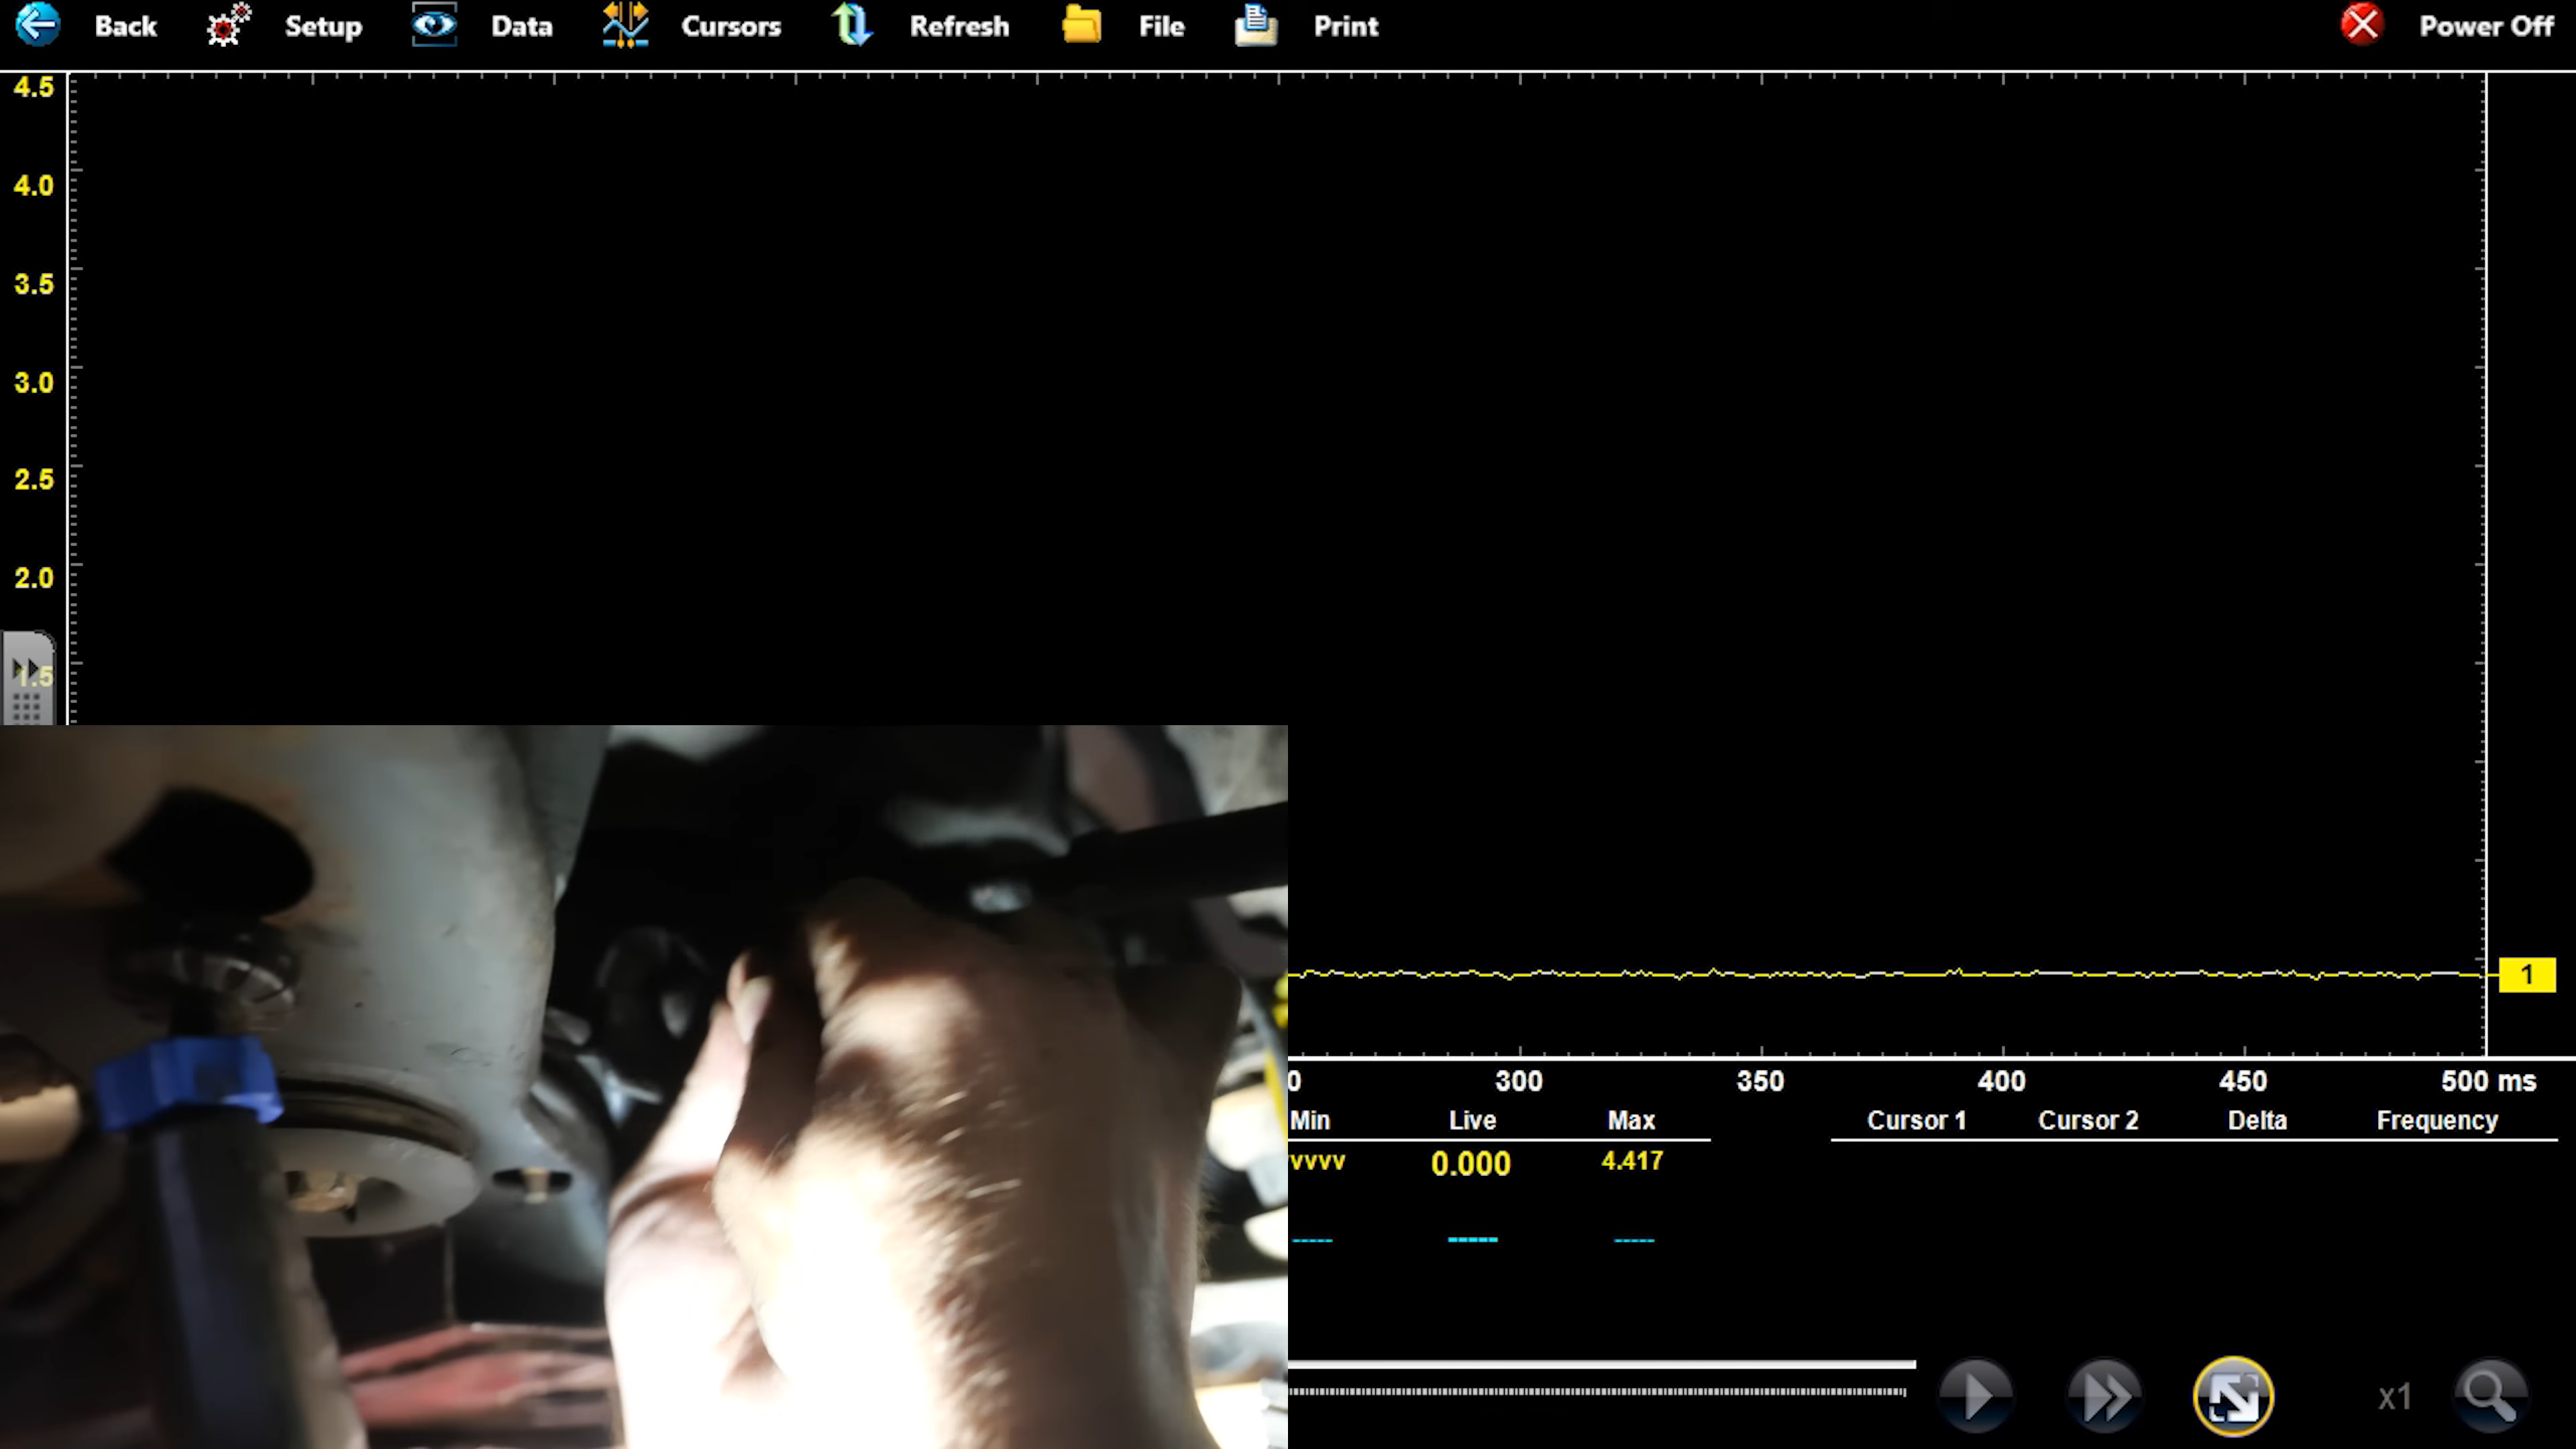 Back Setup Data Cursors Refresh File Print Power Off
4.5
4.0
3.5
3.0
2.5
2.0
1
300 350 400 450 500 ms
Min Live Max Cursor 1 Cursor 2 Delta Frequency
vvvv 0.000 4.417
----- ----- -----
x1